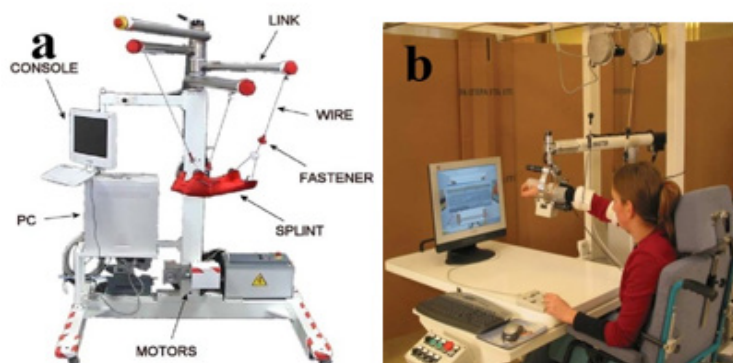 a
CONSOLE
LINK
WIRE
FASTENER
SPLINT
PC
MOTORS
b